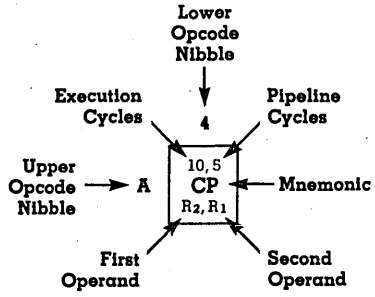 Lower
Opcode
Nibble
Execution
Cycles
Pipeline
Cycles
4
Upper
Opcode
Nibble
A
10,5
CP
R2,R1
Mnemonic
First
Operand
Second
Operand